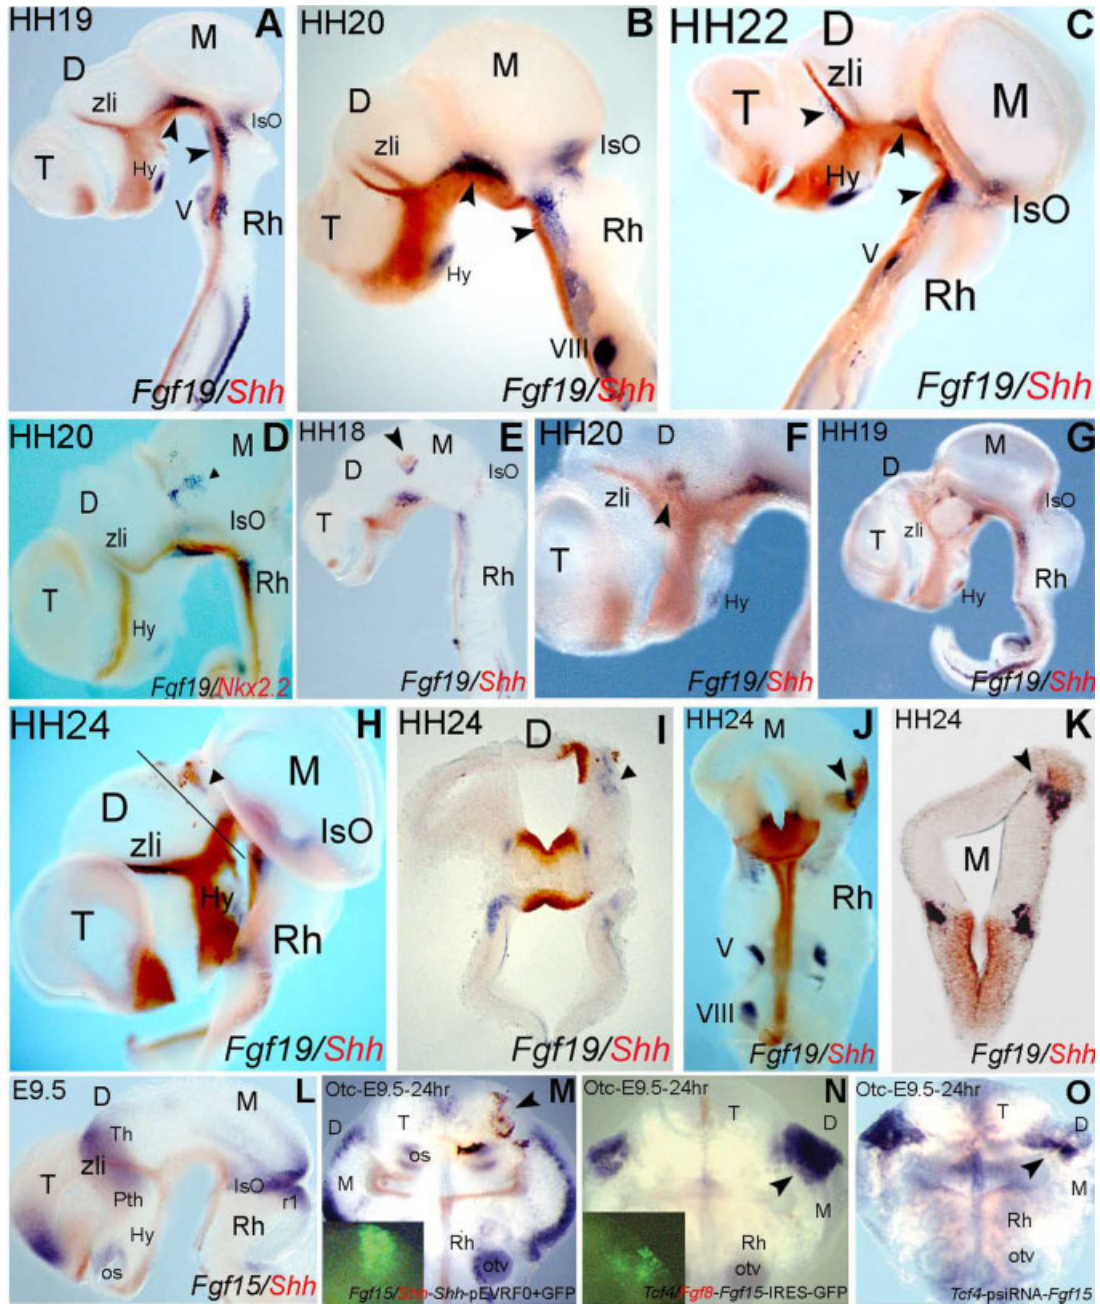 HH19
M
A
D
zli
IsO
T
Hy
V
Rh
Fgf19/Shh
HH20
B
M
D
zli
IsO
T
Rh
Hy
VIII
Fgf19/Shh
HH22
D
C
zli
T
M
Hy
IsO
V
Rh
Fgf19/Shh
HH20
M
D
D
IsO
zli
T
Rh
Hy
Fgf19/Nkx2.2
HH18
M
E
D
IsO
T
Rh
Fgf19/Shh
HH20
D
F
zli
T
Hy
Fgf19/Shh
HH19
M
G
D
IsO
T
zli
Rh
Hy
Fgf19/Shh
HH24
H
M
D
IsO
zli
Hy
T
Rh
Fgf19/Shh
HH24
D
I
Fgf19/Shh
HH24
M
J
Rh
V
VIII
Fgf19/Shh
HH24
K
M
Fgf19/Shh
E9.5
D
M
L
Th
zli
T
Pth
IsO
r1
Hy
Rh
os
Fgf15/Shh
Otc-E9.5-24hr
M
T
D
os
M
Rh
otv
Fgf15/Shh-Shh-pEVRF0+GFP
Otc-E9.5-24hr
N
T
D
M
Rh
otv
Tcf4/Fgf8-Fgf15-IRES-GFP
Otc-E9.5-24hr
O
T
D
M
Rh
otv
Tcf4-psiRNA-Fgf15